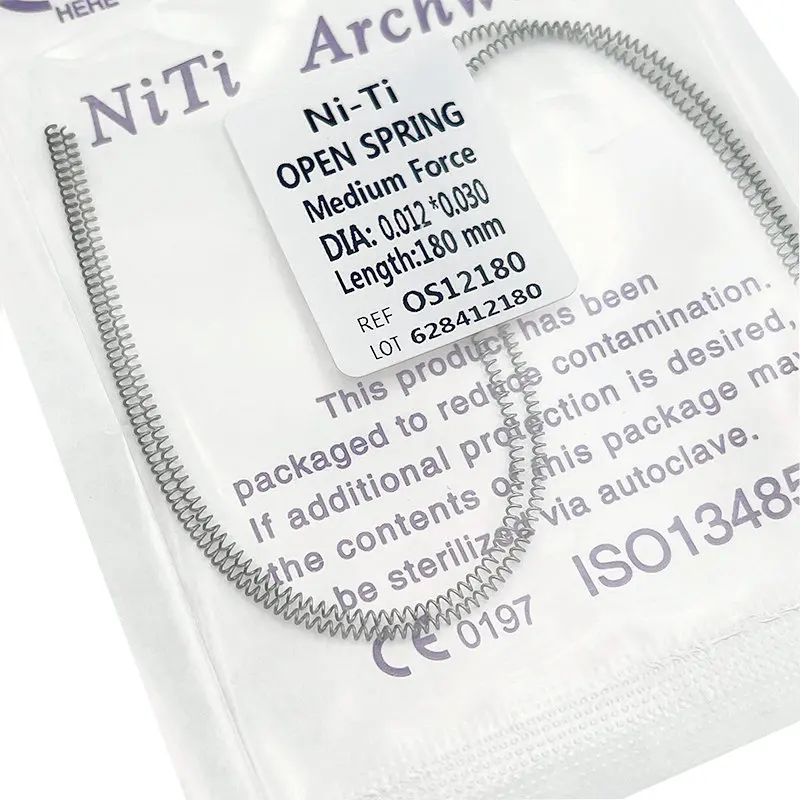 HERE
NiTi Archw
Ni-Ti
OPEN SPRING
Medium Force
DIA: 0.012*0.030
Length:180 mm
REF OS12180
LOT 628412180
This product has been
packaged to reduce contamination.
If additional protection is desired,
the contents of this package may
be sterilized via autoclave.
CE 0197 ISO13485